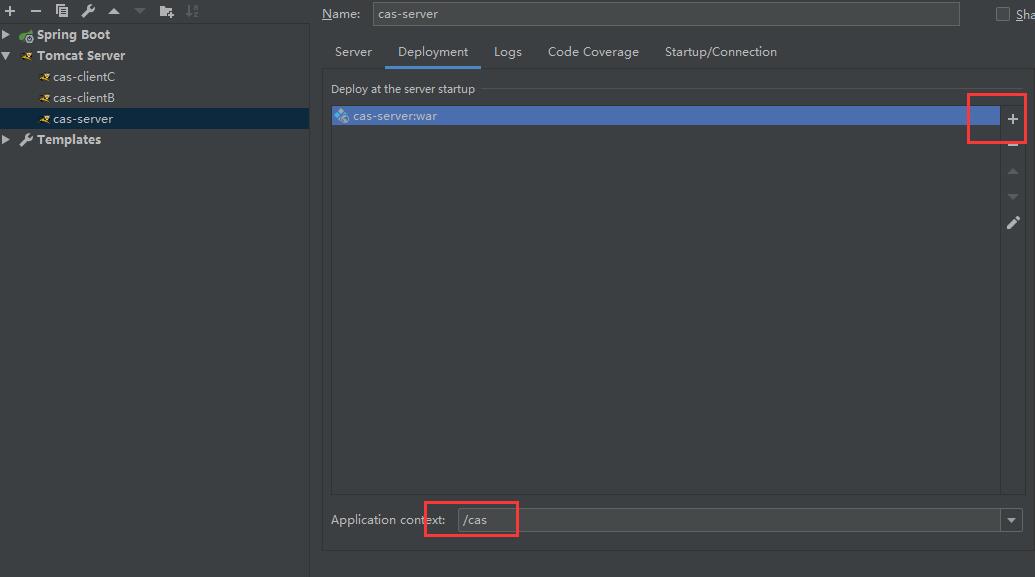 Name: cas-server
Sha
Spring Boot
Tomcat Server
cas-clientC
cas-clientB
cas-server
Templates
Server Deployment Logs Code Coverage Startup/Connection
Deploy at the server startup
cas-server:war
Application context: /cas